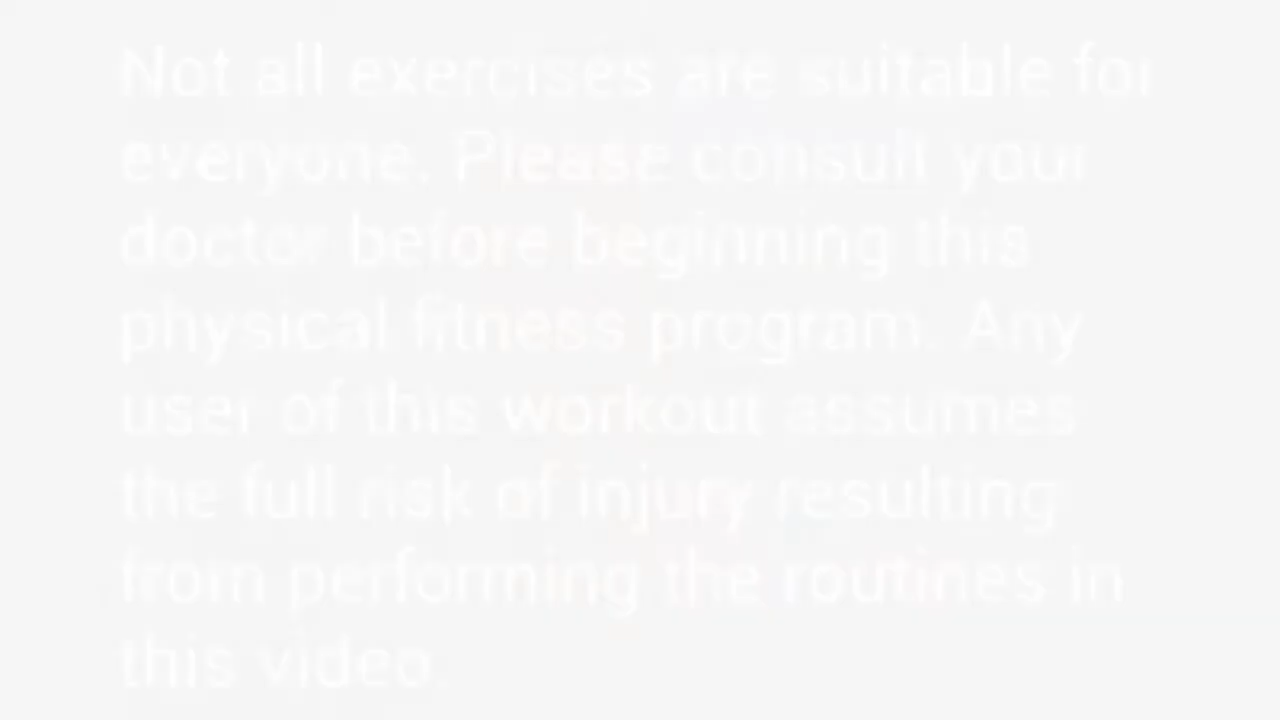 Not all exercises are suitable for
everyone. Please consult your
doctor before beginning this
physical fitness program. Any
user of this workout assumes
the full risk of injury resulting
from performing the routines in
this video.